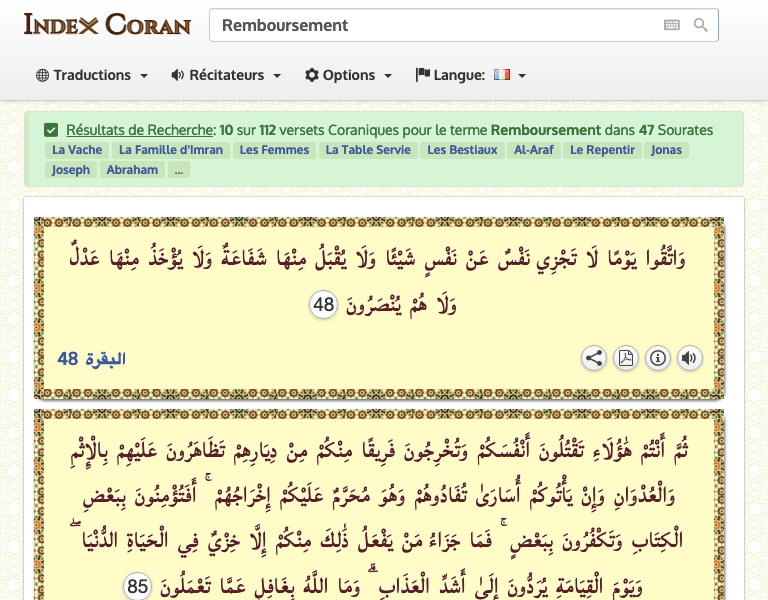 INDEX CORAN
Remboursement
Traductions Récitateurs Options Langue:
Résultats de Recherche: 10 sur 112 versets Coraniques pour le terme Remboursement dans 47 Sourates
La Vache La Famille d'Imran Les Femmes La Table Servie Les Bestiaux Al-Araf Le Repentir Jonas
Joseph Abraham ...
وَاتَّقُوا يَوْمًا لَا تَجْزِي نَفْسٌ عَنْ نَفْسٍ شَيْئًا وَلَا يُقْبَلُ مِنْهَا شَفَاعَةٌ وَلَا يُؤْخَذُ مِنْهَا عَدْلٌ
وَلَا هُمْ يُنْصَرُونَ 48
البقرة 48
ثُمَّ أَنْتُمْ هَٰؤُلَاءِ تَقْتُلُونَ أَنْفُسَكُمْ وَتُخْرِجُونَ فَرِيقًا مِنْكُمْ مِنْ دِيَارِهِمْ تَظَاهَرُونَ عَلَيْهِمْ بِالْإِثْمِ
وَالْعُدْوَانِ وَإِنْ يَأْتُوكُمْ أُسَارَىٰ تُفَادُوهُمْ وَهُوَ مُحَرَّمٌ عَلَيْكُمْ إِخْرَاجُهُمْ ۚ أَفَتُؤْمِنُونَ بِبَعْضِ
الْكِتَابِ وَتَكْفُرُونَ بِبَعْضٍ ۚ فَمَا جَزَاءُ مَنْ يَفْعَلُ ذَٰلِكَ مِنْكُمْ إِلَّا خِزْيٌ فِي الْحَيَاةِ الدُّنْيَا ۖ
وَيَوْمَ الْقِيَامَةِ يُرَدُّونَ إِلَىٰ أَشَدِّ الْعَذَابِ ۗ وَمَا اللَّهُ بِغَافِلٍ عَمَّا تَعْمَلُونَ 85